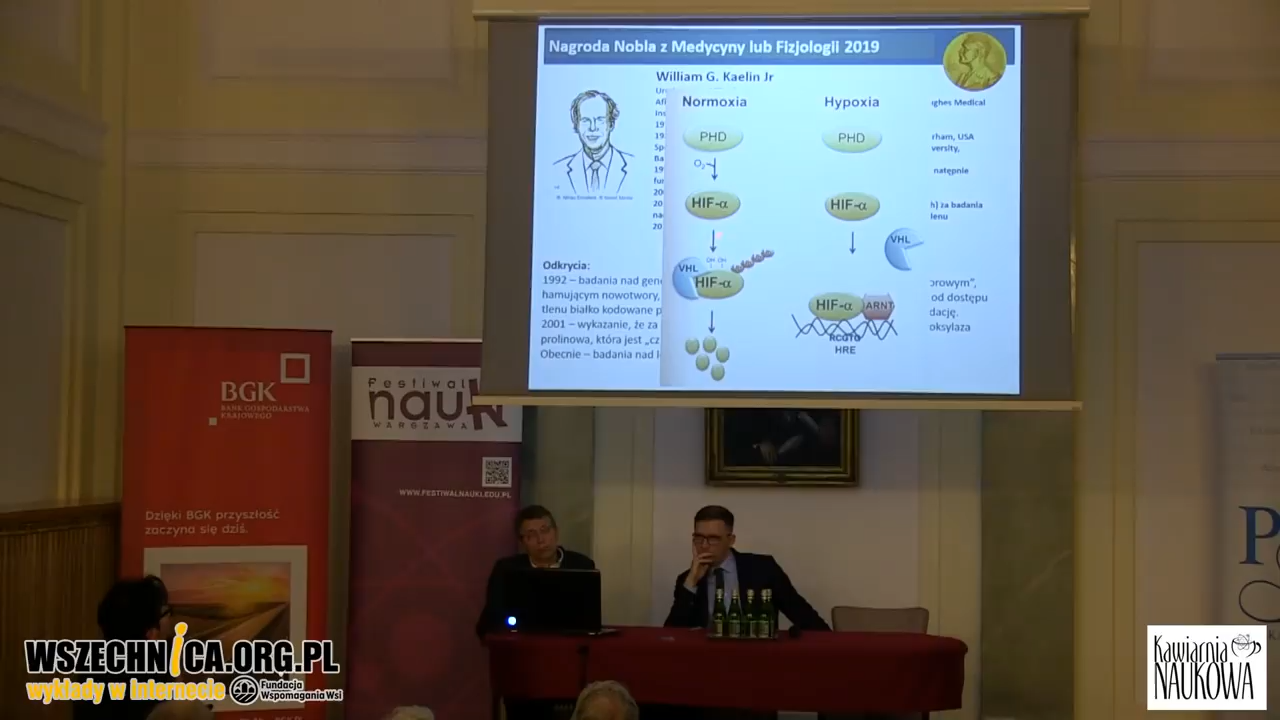 Nagroda Nobla z Medycyny lub Fizjologii 2019
William G. Kaelin Jr
Normoxia
Hypoxia
PHD
PHD
O₂
HIF-α
HIF-α
OH OH
VHL
HIF-α
VHL
HIF-α
ARNT
RCGTG
HRE
ghes Medical
rham, USA
versity,
natępnie
h) za badania
lenu
Odkrycia:
1992 – badania nad gen
hamującym nowotwory,
tlenu białko kodowane p
2001 – wykazanie, że za
prolinowa, która jest „cz
Obecnie – badania nad
orowym”,
od dostępu
dację.
oksylaza
BGK
BANK GOSPODARSTWA
KRAJOWEGO
Dzięki BGK przyszłość
zaczyna się dziś.
Festiwal
nauk
WARSZAWA
WWW.FESTIWALNAUKI.EDU.PL
P
WSZECHNICA.ORG.PL
wykłady w Internecie
Fundacja
Wspomagania Wsi
Kawiarnia
NAUKOWA